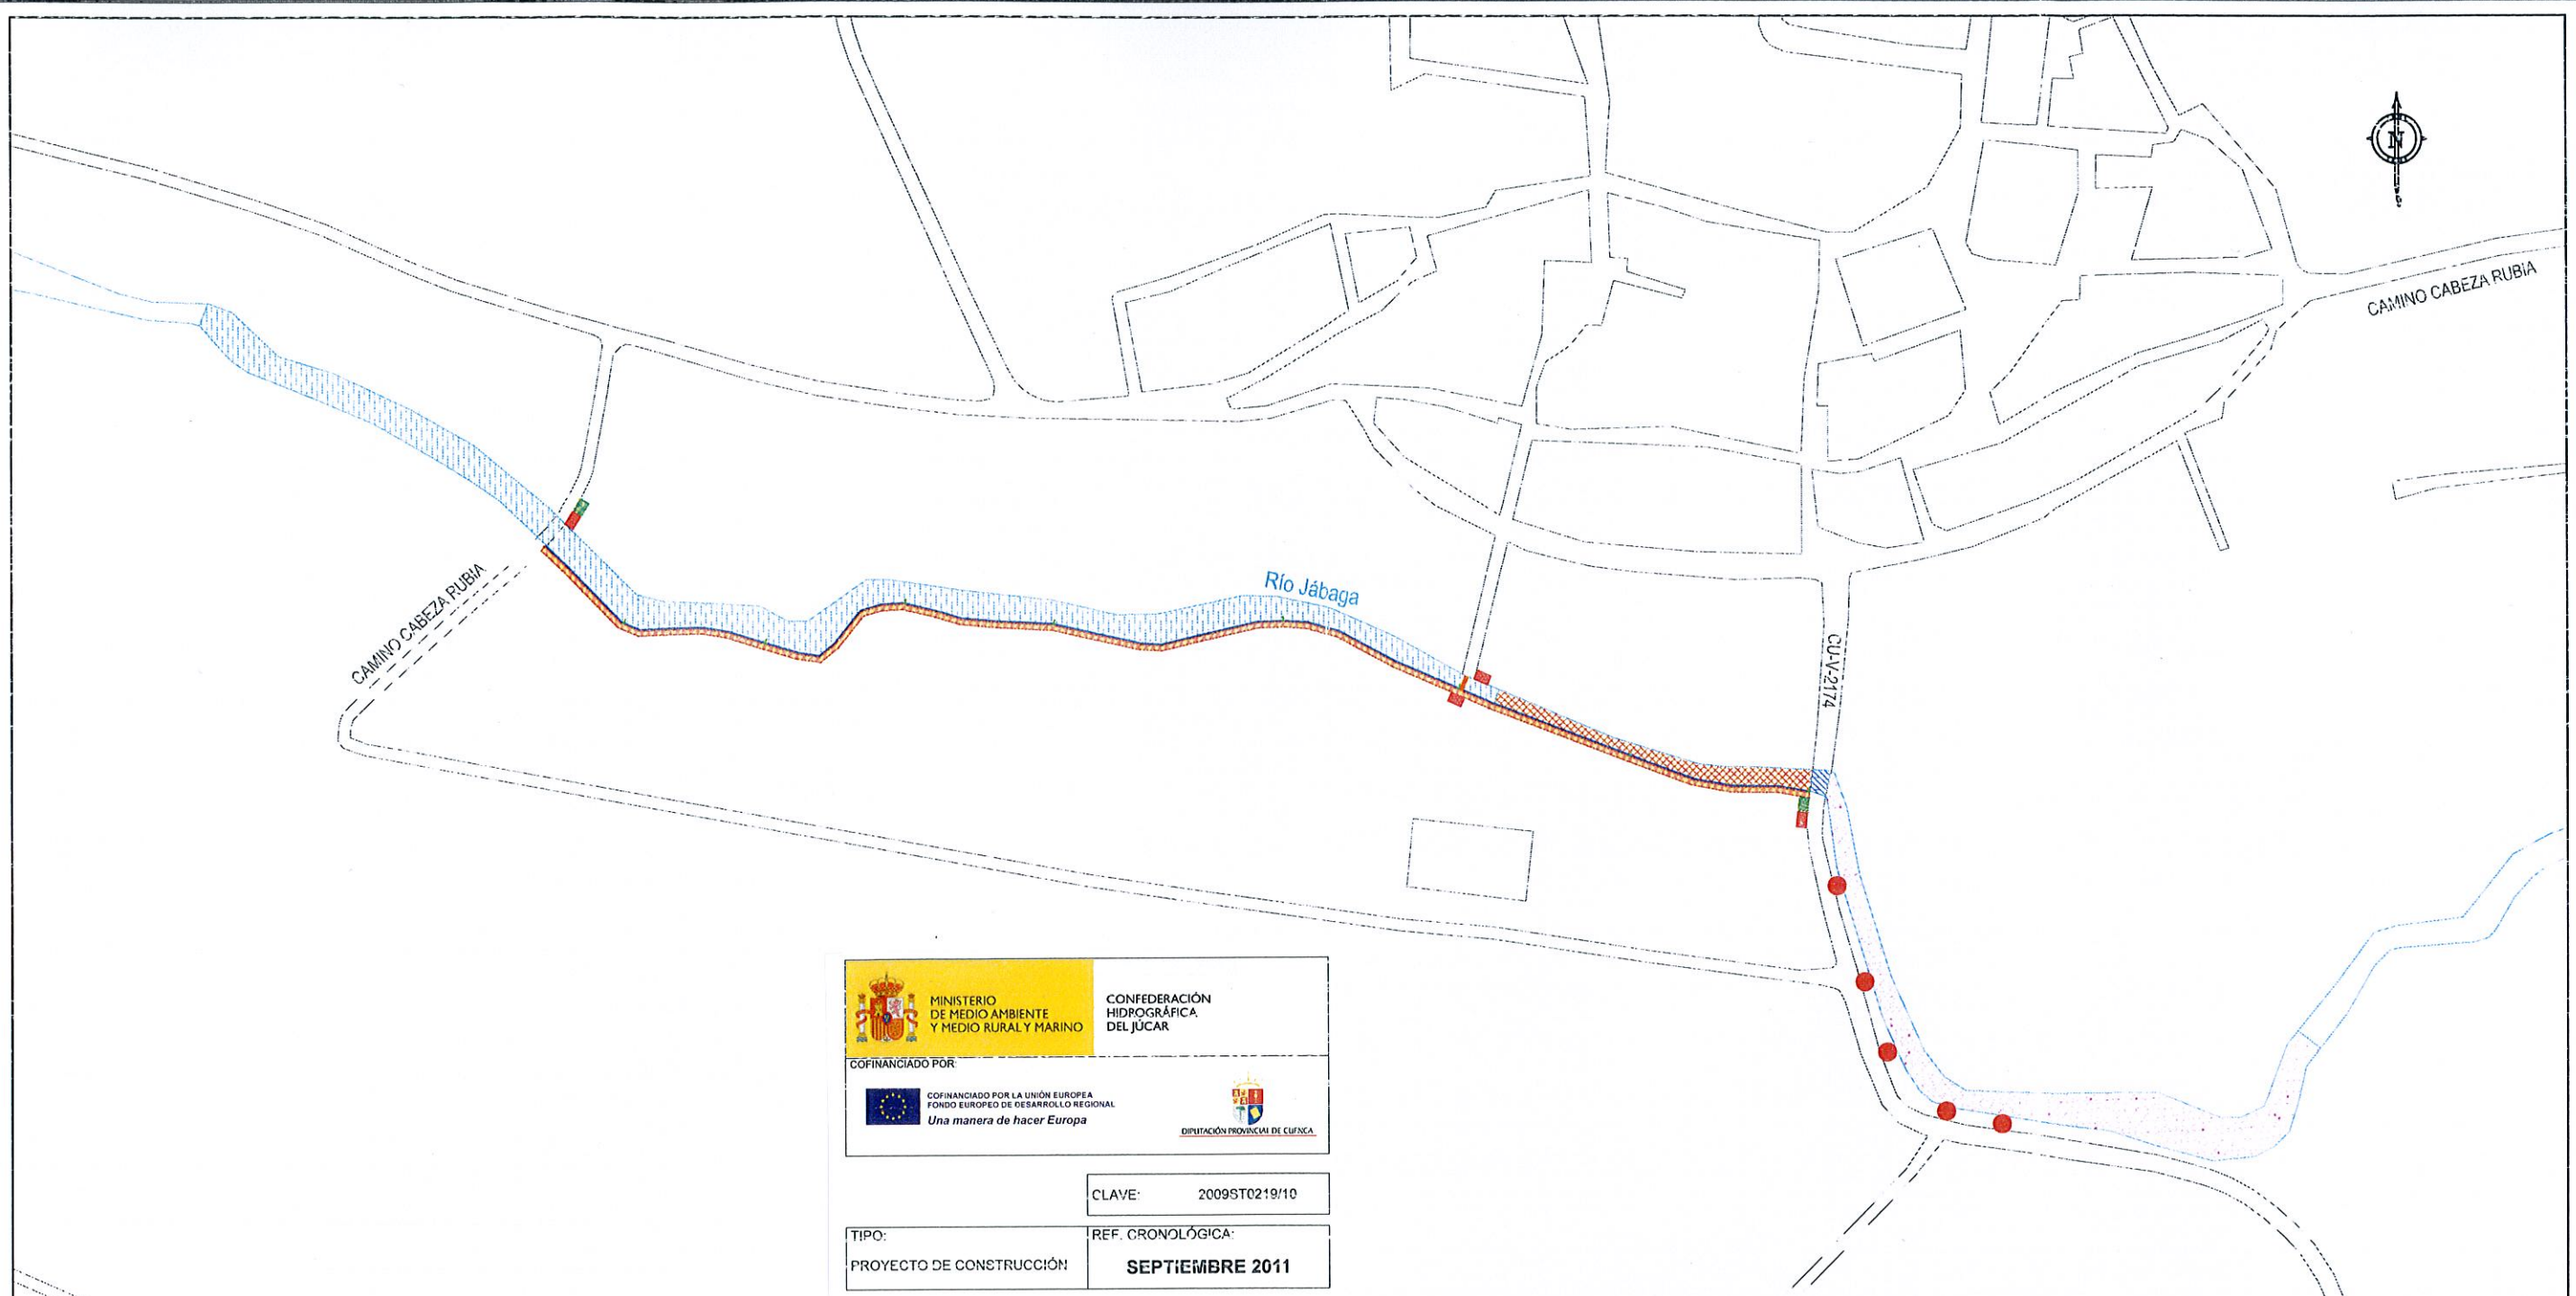 N
CAMINO CABEZA RUBIA
CAMINO CABEZA RUBIA
Río Jábaga
CU-V-2174
MINISTERIO
DE MEDIO AMBIENTE
Y MEDIO RURAL Y MARINO
CONFEDERACIÓN
HIDROGRÁFICA
DEL JÚCAR
COFINANCIADO POR:
COFINANCIADO POR LA UNIÓN EUROPEA
FONDO EUROPEO DE DESARROLLO REGIONAL
Una manera de hacer Europa
DIPUTACIÓN PROVINCIAL DE CUENCA
CLAVE: 2009ST0219/10
TIPO:
PROYECTO DE CONSTRUCCIÓN
REF. CRONOLÓGICA:
SEPTIEMBRE 2011